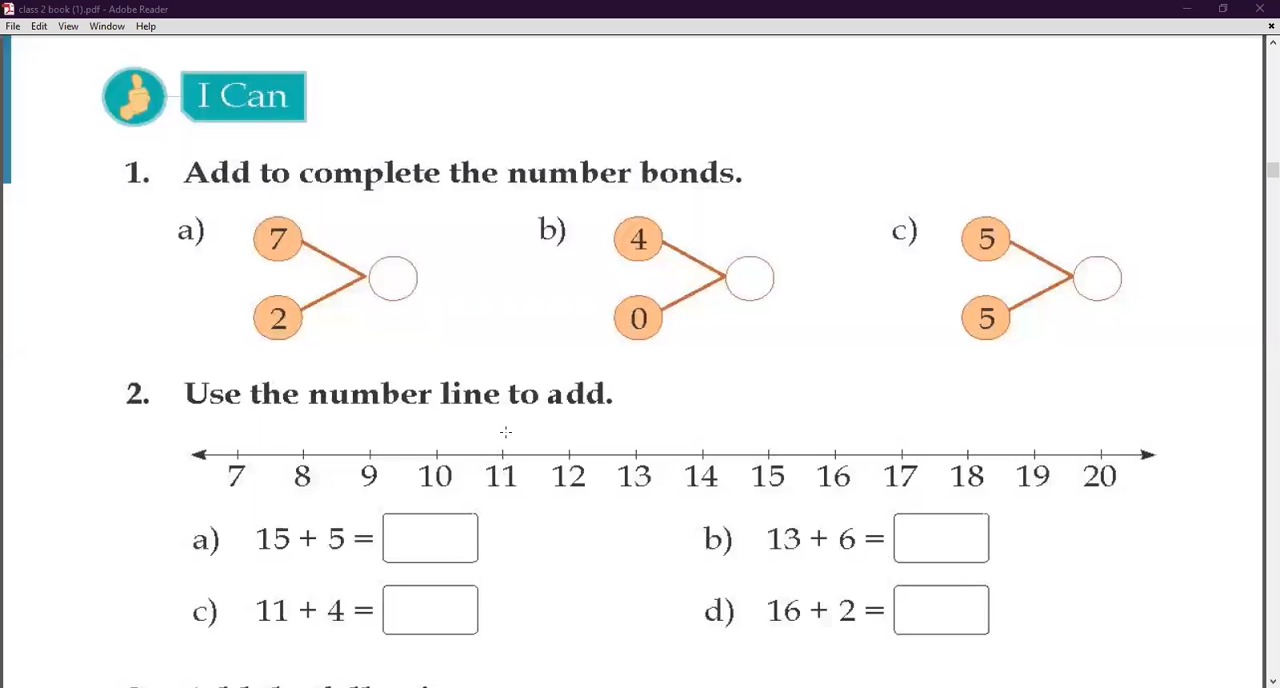 class 2 book (1).pdf - Adobe Reader
File Edit View Window Help
I Can
1. Add to complete the number bonds.
a) 7 2
b) 4 0
c) 5 5
2. Use the number line to add.
7 8 9 10 11 12 13 14 15 16 17 18 19 20
a) 15 + 5 =
b) 13 + 6 =
c) 11 + 4 =
d) 16 + 2 =